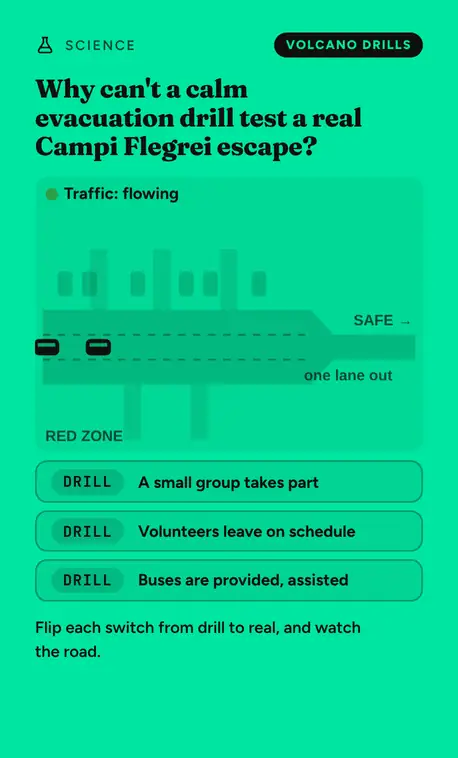 SCIENCE
VOLCANO DRILLS
Why can't a calm
evacuation drill test a real
Campi Flegrei escape?
Traffic: flowing
SAFE →
one lane out
RED ZONE
DRILL A small group takes part
DRILL Volunteers leave on schedule
DRILL Buses are provided, assisted
Flip each switch from drill to real, and watch
the road.